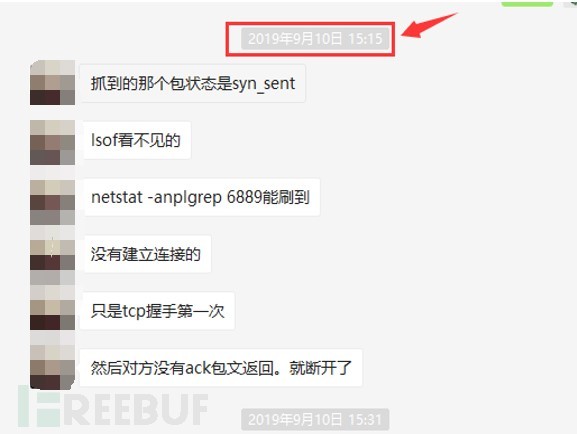 2019年9月10日 15:15
抓到的那个包状态是syn_sent
lsof看不见的
netstat -anplgrep 6889能刷到
没有建立连接的
只是tcp握手第一次
然后对方没有ack包文返回。就断开了
REEBUF
2019年9月10日 15:31